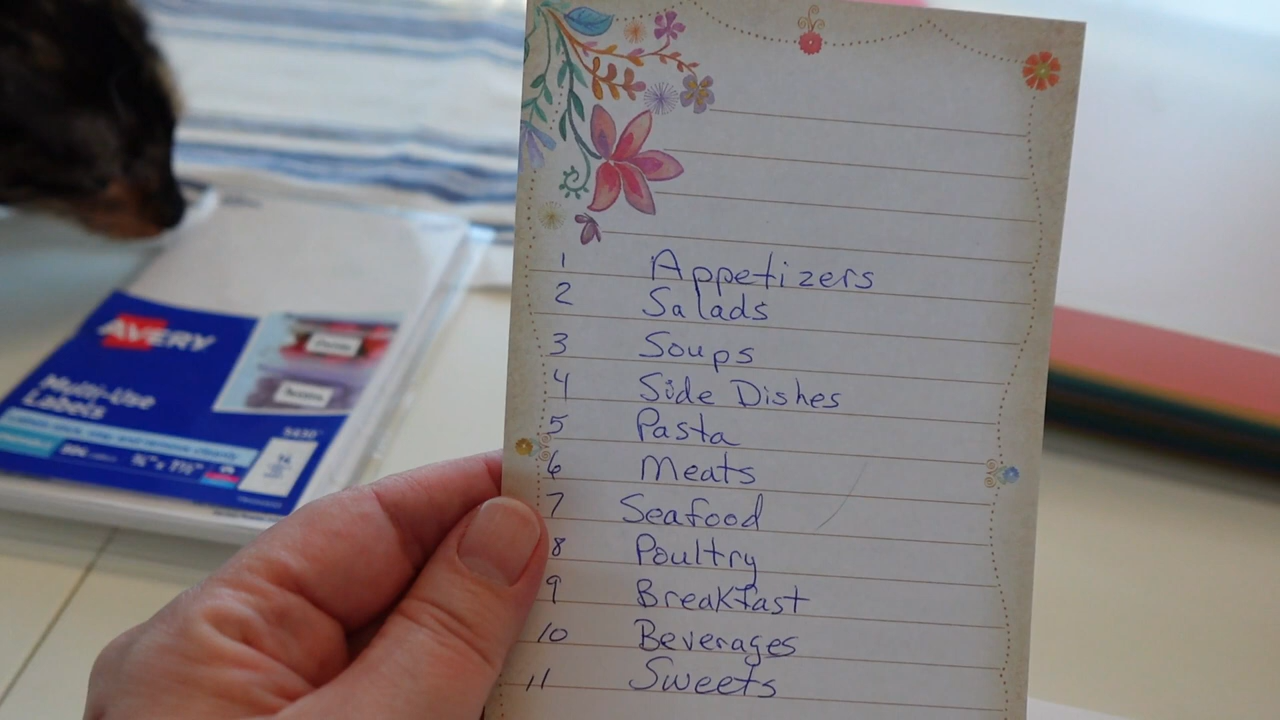 1 Appetizers
2 Salads
3 Soups
4 Side Dishes
5 Pasta
6 Meats
7 Seafood
8 Poultry
9 Breakfast
10 Beverages
11 Sweets
AVERY
Multi-Use
Labels